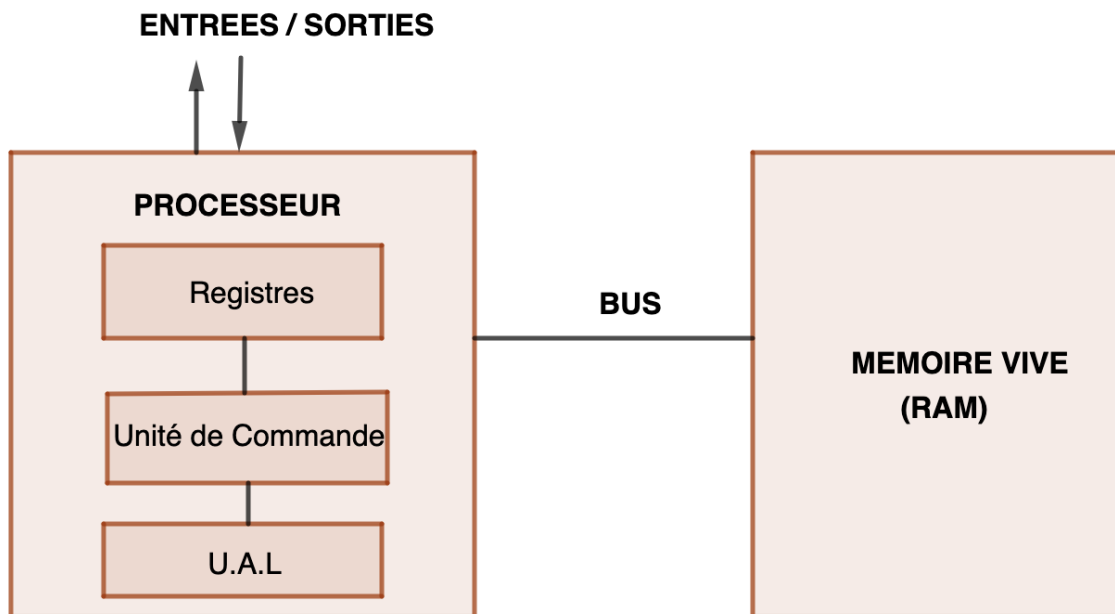 ENTREES / SORTIES
PROCESSEUR
Registres
Unité de Commande
U.A.L
BUS
MEMOIRE VIVE
(RAM)